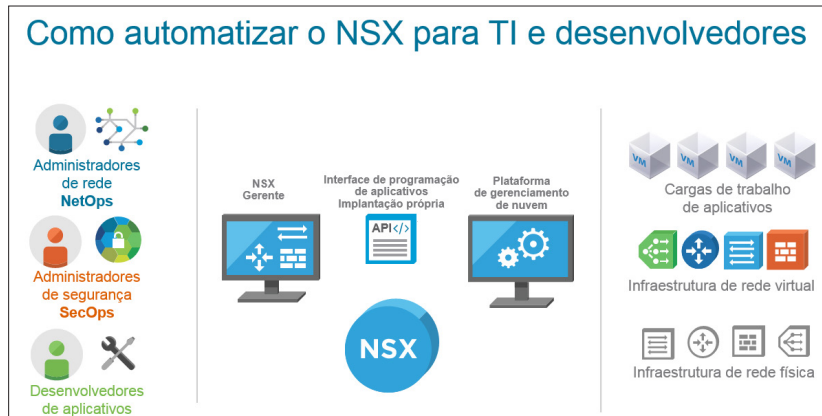 Como automatizar o NSX para TI e desenvolvedores
Administradores
de rede
NetOps
Administradores
de segurança
SecOps
Desenvolvedores
de aplicativos
NSX
Gerente
Interface de programação
de aplicativos
Implantação própria
API</>
Plataforma
de gerenciamento
de nuvem
NSX
VM VM VM VM
Cargas de trabalho
de aplicativos
Infraestrutura de rede virtual
Infraestrutura de rede física